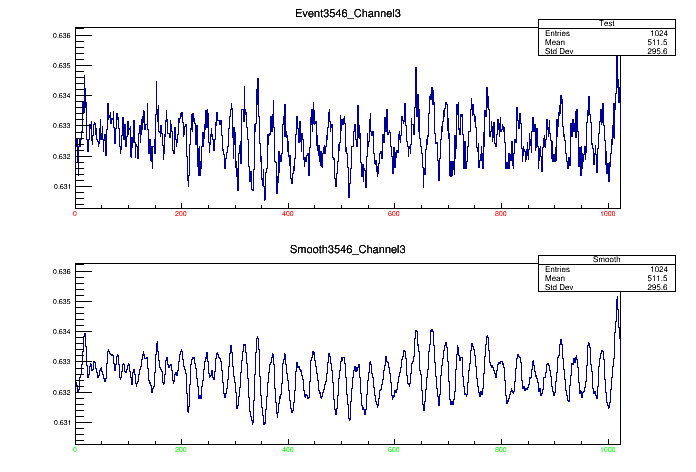 Event3546_Channel3
Test
Entries 1024
Mean 511.5
Std Dev 295.6
0.636
0.635
0.634
0.633
0.632
0.631
0 200 400 600 800 1000
Smooth3546_Channel3
Smooth
Entries 1024
Mean 511.5
Std Dev 295.6
0.636
0.635
0.634
0.633
0.632
0.631
0 200 400 600 800 1000